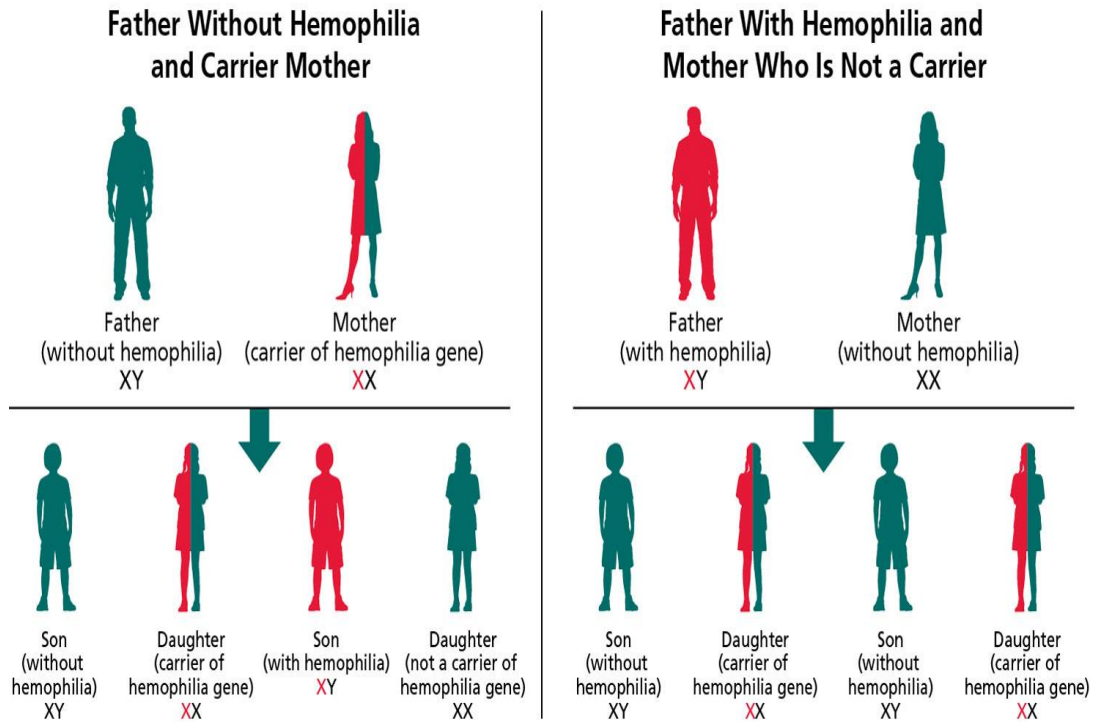 Father Without Hemophilia
and Carrier Mother
Father
(without hemophilia)
XY
Mother
(carrier of hemophilia gene)
XX
Son
(without
hemophilia)
XY
Daughter
(carrier of
hemophilia gene)
XX
Son
(with hemophilia)
XY
Daughter
(not a carrier of
hemophilia gene)
XX
Father With Hemophilia and
Mother Who Is Not a Carrier
Father
(with hemophilia)
XY
Mother
(without hemophilia)
XX
Son
(without
hemophilia)
XY
Daughter
(carrier of
hemophilia gene)
XX
Son
(without
hemophilia)
XY
Daughter
(carrier of
hemophilia gene)
XX